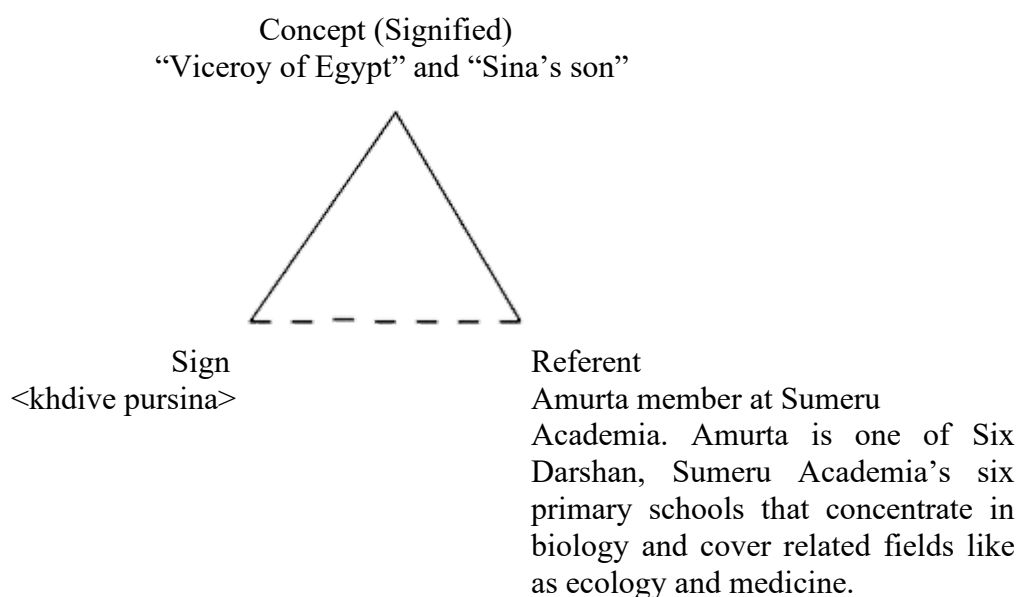 Concept (Signified)
“Viceroy of Egypt” and “Sina’s son”
Sign
<khdive pursina>
Referent
Amurta member at Sumeru
Academia. Amurta is one of Six
Darshan, Sumeru Academia’s six
primary schools that concentrate in
biology and cover related fields like
as ecology and medicine.